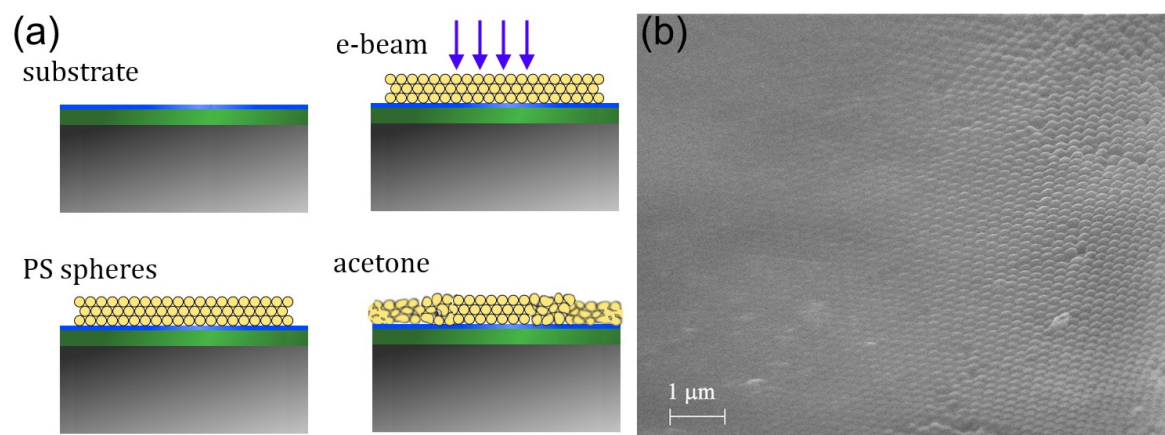 (a)
substrate
e-beam
PS spheres
acetone
(b)
1 μm